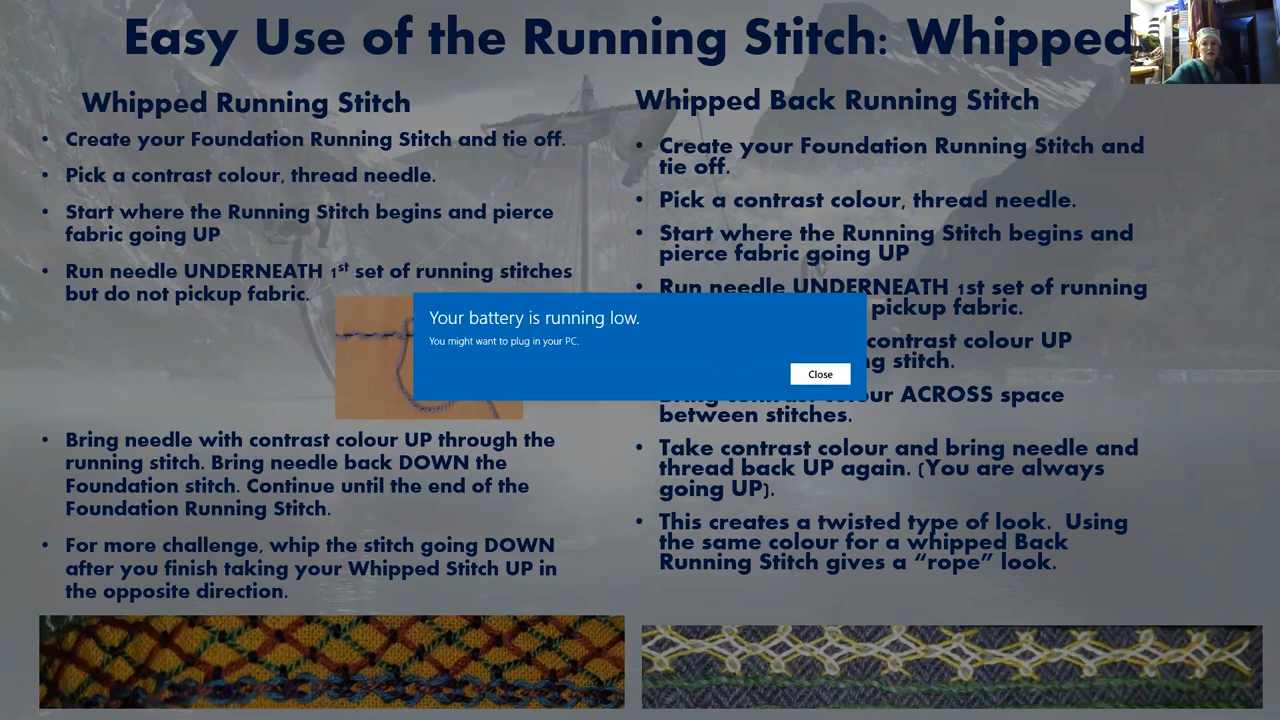 Easy Use of the Running Stitch: Whipped
Whipped Running Stitch
• Create your Foundation Running Stitch and tie off.
• Pick a contrast colour, thread needle.
• Start where the Running Stitch begins and pierce
fabric going UP
• Run needle UNDERNEATH 1st set of running stitches
but do not pickup fabric.
• Bring needle with contrast colour UP through the
running stitch. Bring needle back DOWN the
Foundation stitch. Continue until the end of the
Foundation Running Stitch.
• For more challenge, whip the stitch going DOWN
after you finish taking your Whipped Stitch UP in
the opposite direction.
Whipped Back Running Stitch
• Create your Foundation Running Stitch and
tie off.
• Pick a contrast colour, thread needle.
• Start where the Running Stitch begins and
pierce fabric going UP
• Run needle UNDERNEATH 1st set of running
pickup fabric.
contrast colour UP
stitch.
ACROSS space
between stitches.
• Take contrast colour and bring needle and
thread back UP again. (You are always
going UP).
• This creates a twisted type of look. Using
the same colour for a whipped Back
Running Stitch gives a “rope” look.
Your battery is running low.
You might want to plug in your PC.
Close